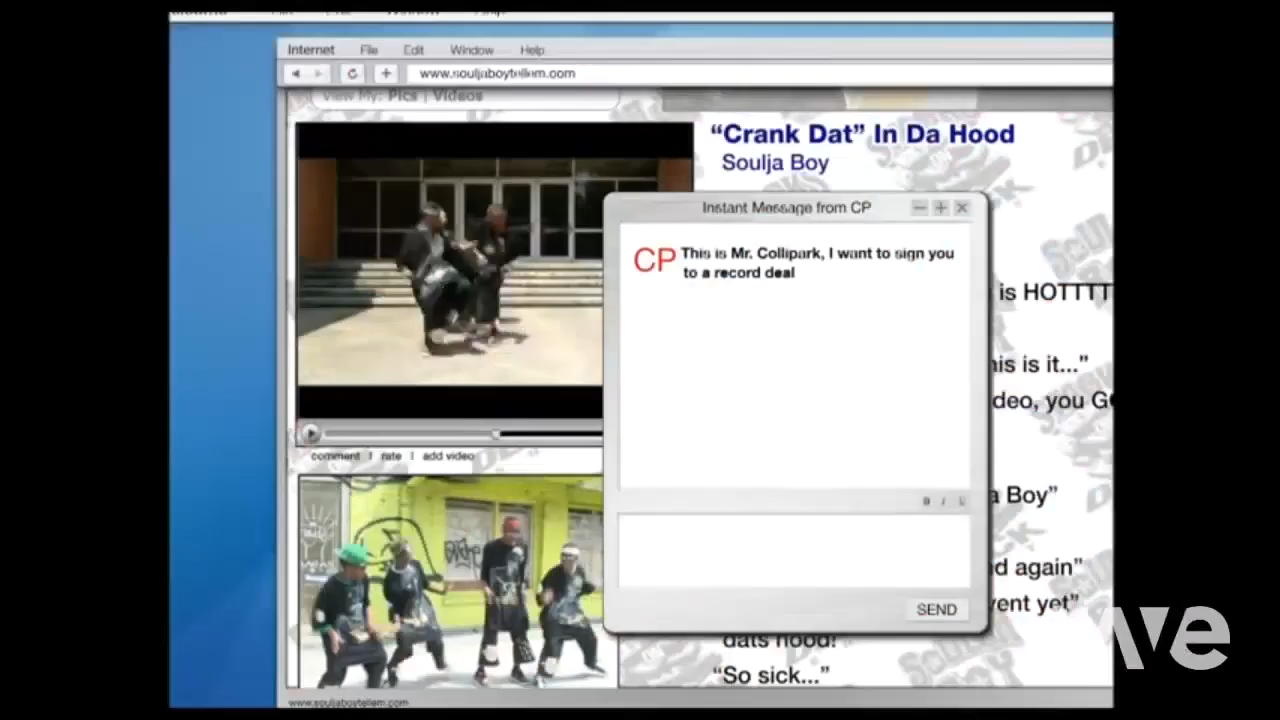 Internet File Edit Window Help
www.souljaboytellem.com
View My: Pics | Videos
“Crank Dat” In Da Hood
Soulja Boy
Instant Message from CP
CP This is Mr. Collipark, I want to sign you
to a record deal
is HOTTTT
his is it...”
deo, you G
comment | rate | add video
a Boy”
B I U
d again”
vent yet”
SEND
dats hood!
“So sick...”
www.souljaboytellem.com
ve